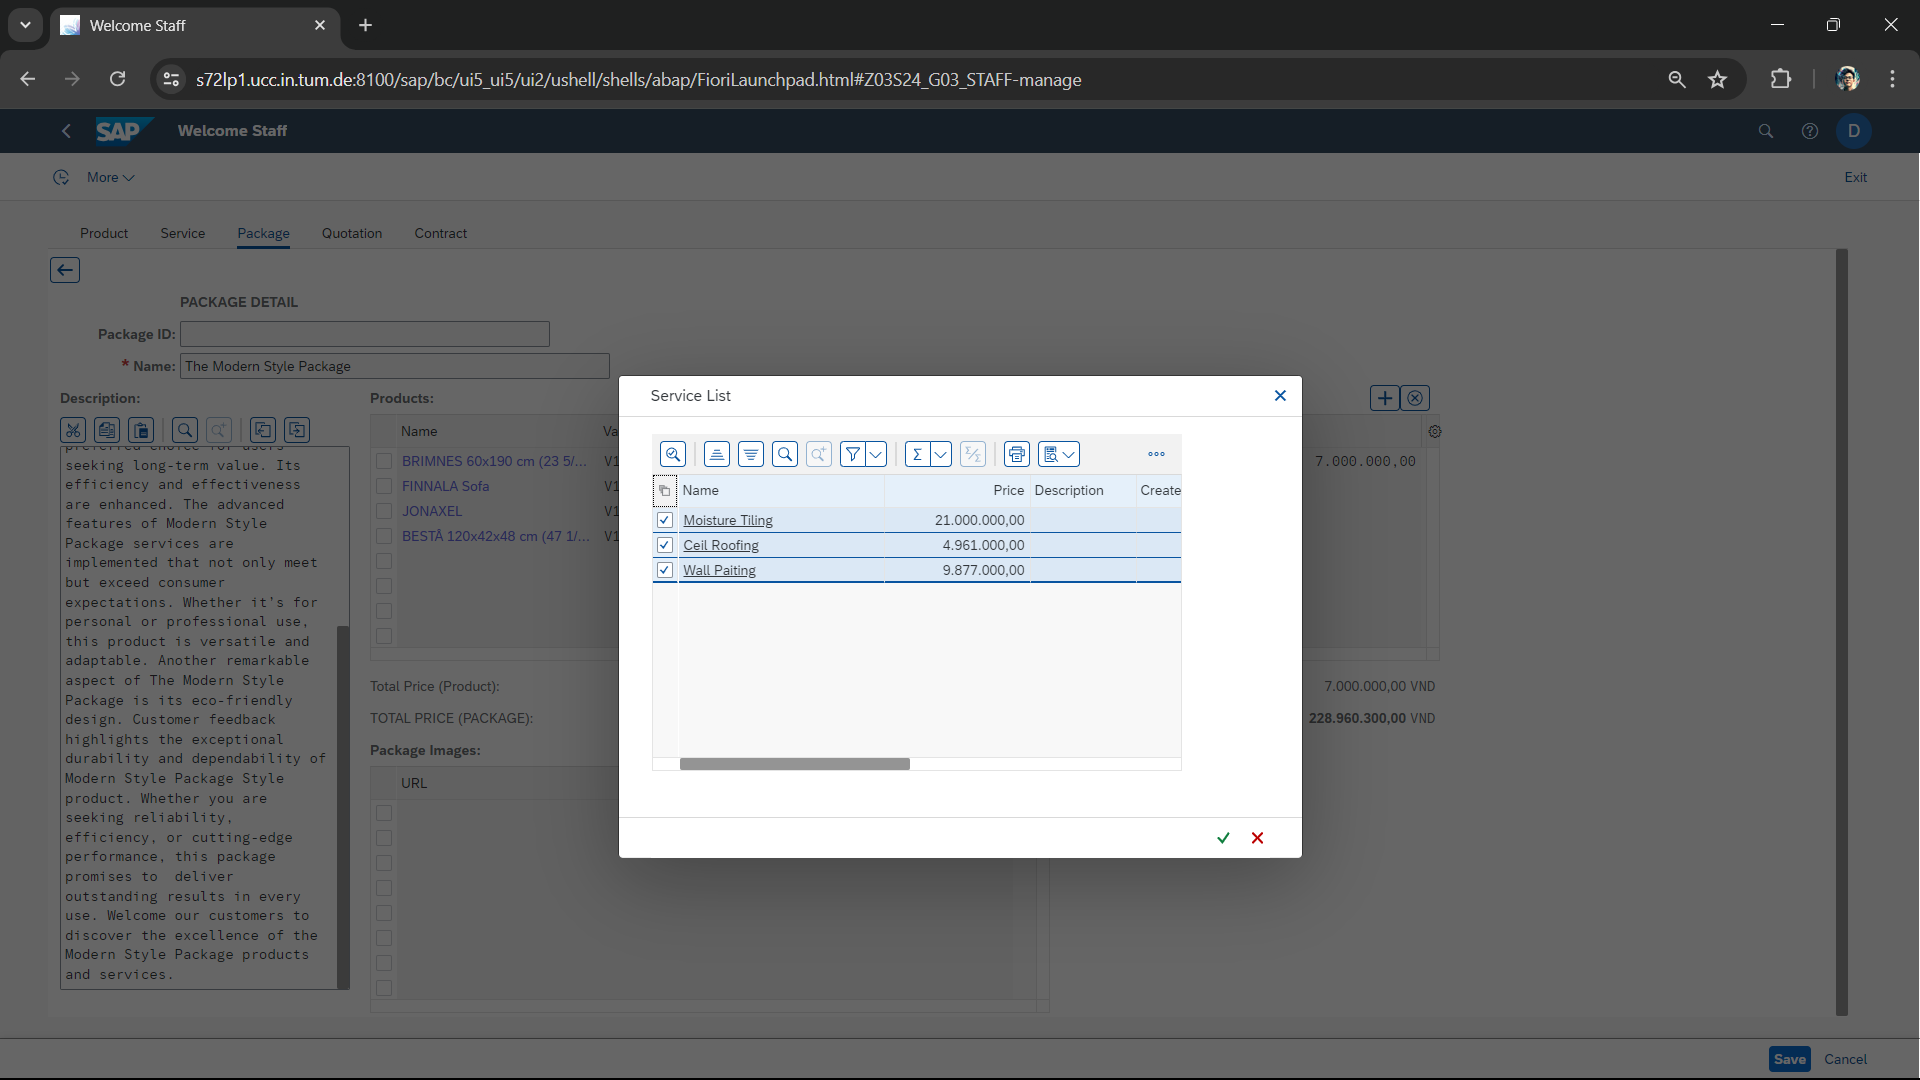 Welcome Staff
s72lp1.ucc.in.tum.de:8100/sap/bc/ui5_ui5/ui2/ushell/shells/abap/FioriLaunchpad.html#Z03S24_G03_STAFF-manage
SAP Welcome Staff D
More Exit
Product Service Package Quotation Contract
PACKAGE DETAIL
Package ID:
* Name: The Modern Style Package
Description:
seeking long-term value. Its
efficiency and effectiveness
are enhanced. The advanced
features of Modern Style
Package services are
implemented that not only meet
but exceed consumer
expectations. Whether it's for
personal or professional use,
this product is versatile and
adaptable. Another remarkable
aspect of The Modern Style
Package is its eco-friendly
design. Customer feedback
highlights the exceptional
durability and dependability of
Modern Style Package Style
product. Whether you are
seeking reliability,
efficiency, or cutting-edge
performance, this package
promises to  deliver
outstanding results in every
use. Welcome our customers to
discover the excellence of the
Modern Style Package products
and services.
Products:
Name Va
BRIMNES 60x190 cm (23 5/... V1
FINNALA Sofa V1
JONAXEL V1
BESTÅ 120x42x48 cm (47 1/... V1
7.000.000,00
Total Price (Product): 7.000.000,00 VND
TOTAL PRICE (PACKAGE): 228.960.300,00 VND
Package Images:
URL
Service List
Name Price Description Create
Moisture Tiling 21.000.000,00
Ceil Roofing 4.961.000,00
Wall Paiting 9.877.000,00
Save Cancel